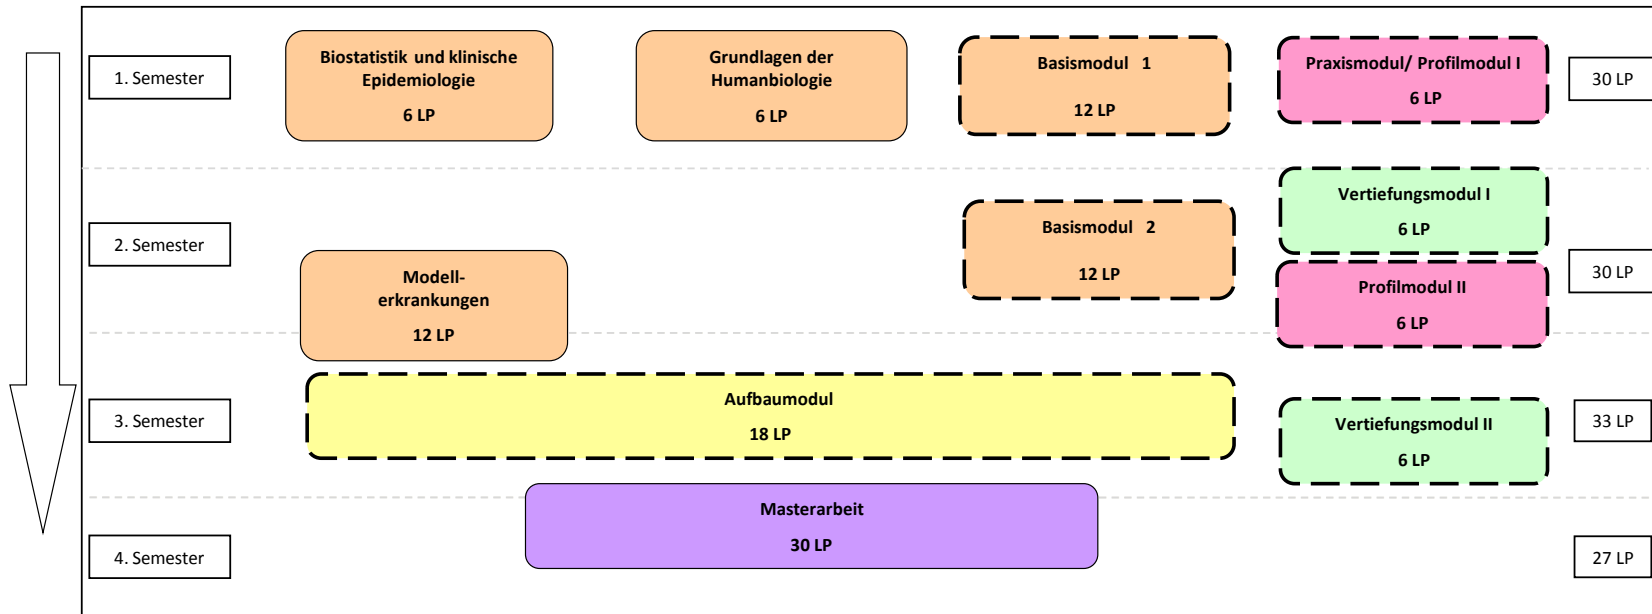 1. Semester
Biostatistik und klinische
Epidemiologie
6 LP
Grundlagen der
Humanbiologie
6 LP
Basismodul 1
12 LP
Praxismodul/ Profilmodul I
6 LP
30 LP
2. Semester
Modell-
erkrankungen
12 LP
Basismodul 2
12 LP
Vertiefungsmodul I
6 LP
Profilmodul II
6 LP
30 LP
3. Semester
Aufbaumodul
18 LP
Vertiefungsmodul II
6 LP
33 LP
4. Semester
Masterarbeit
30 LP
27 LP